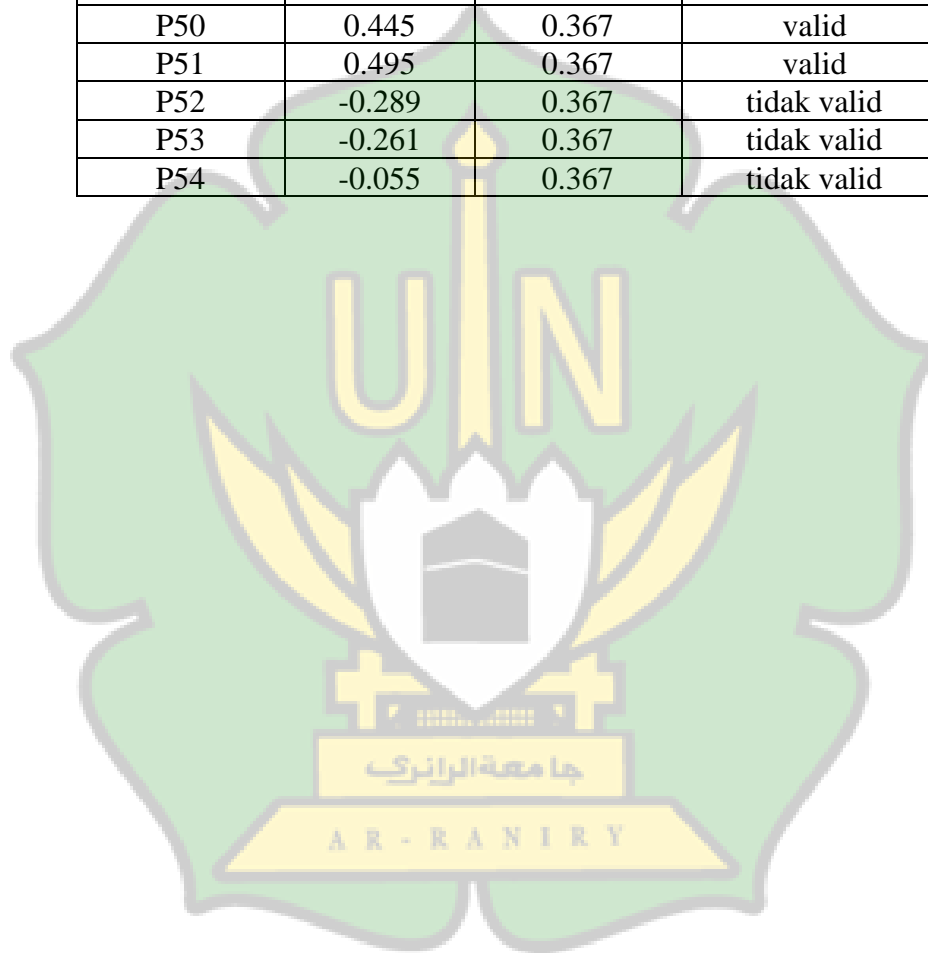 P50 0.445 0.367 valid
P51 0.495 0.367 valid
P52 -0.289 0.367 tidak valid
P53 -0.261 0.367 tidak valid
P54 -0.055 0.367 tidak valid
UIN
جامعة الرانري
AR-RANIRY